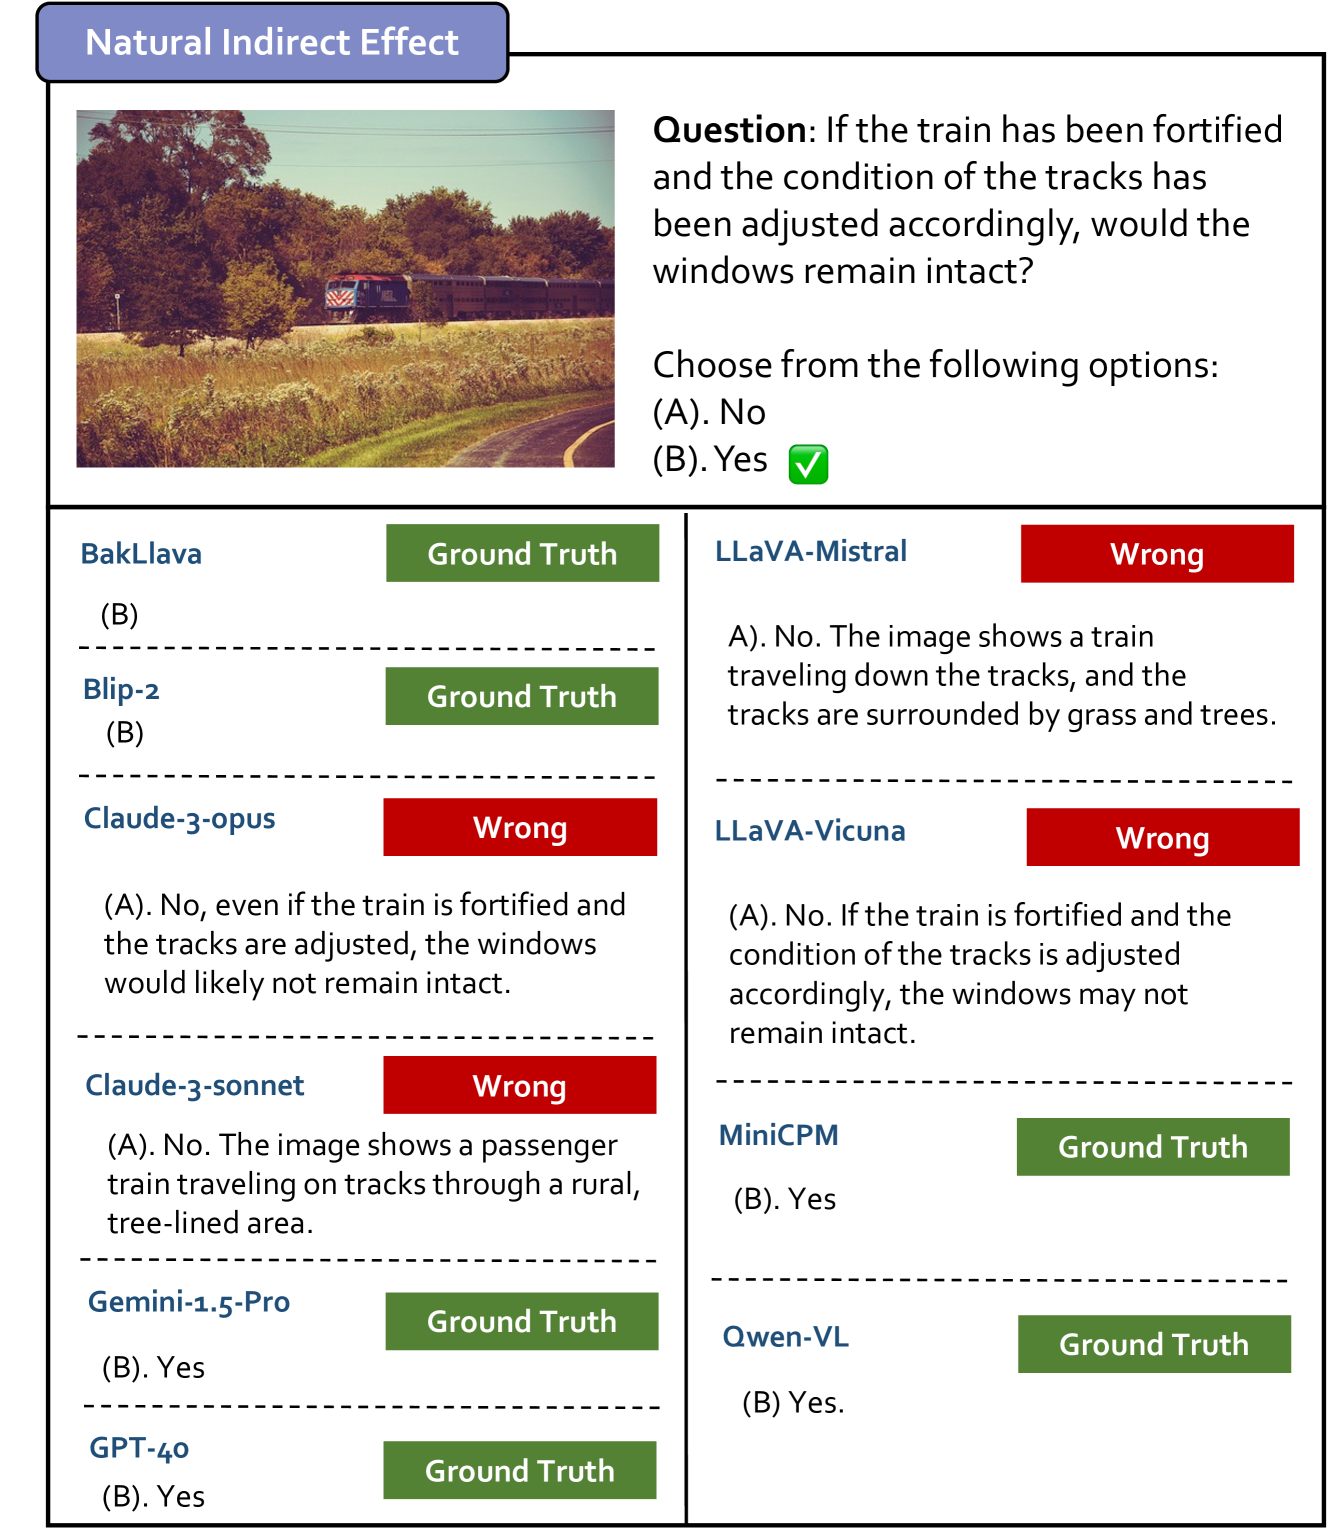 Natural Indirect Effect
Question: If the train has been fortified
and the condition of the tracks has
been adjusted accordingly, would the
windows remain intact?
Choose from the following options:
(A). No
(B). Yes ✅
BakLlava
Ground Truth
(B)
Blip-2
Ground Truth
(B)
Claude-3-opus
Wrong
(A). No, even if the train is fortified and
the tracks are adjusted, the windows
would likely not remain intact.
Claude-3-sonnet
Wrong
(A). No. The image shows a passenger
train traveling on tracks through a rural,
tree-lined area.
Gemini-1.5-Pro
Ground Truth
(B). Yes
GPT-4o
Ground Truth
(B). Yes
LLaVA-Mistral
Wrong
A). No. The image shows a train
traveling down the tracks, and the
tracks are surrounded by grass and trees.
LLaVA-Vicuna
Wrong
(A). No. If the train is fortified and the
condition of the tracks is adjusted
accordingly, the windows may not
remain intact.
MiniCPM
Ground Truth
(B). Yes
Qwen-VL
Ground Truth
(B) Yes.